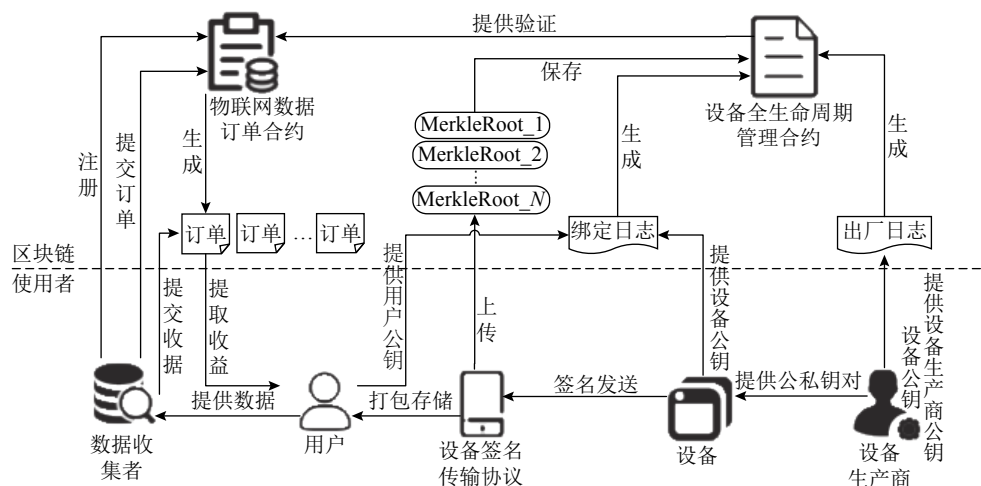 提供验证
保存
物联网数据
订单合约
设备全生命周期
管理合约
注册
提交订单
生成
MerkleRoot_1
MerkleRoot_2
MerkleRoot_N
生成
生成
订单
订单
…
订单
绑定日志
出厂日志
区块链
使用者
提交收据
提取收益
提供用户公钥
上传
提供设备公钥
设备公钥
提供设备生产商公钥
提供数据
打包存储
签名发送
提供公私钥对
数据收
集者
用户
设备签名
传输协议
设备
设备
生产商